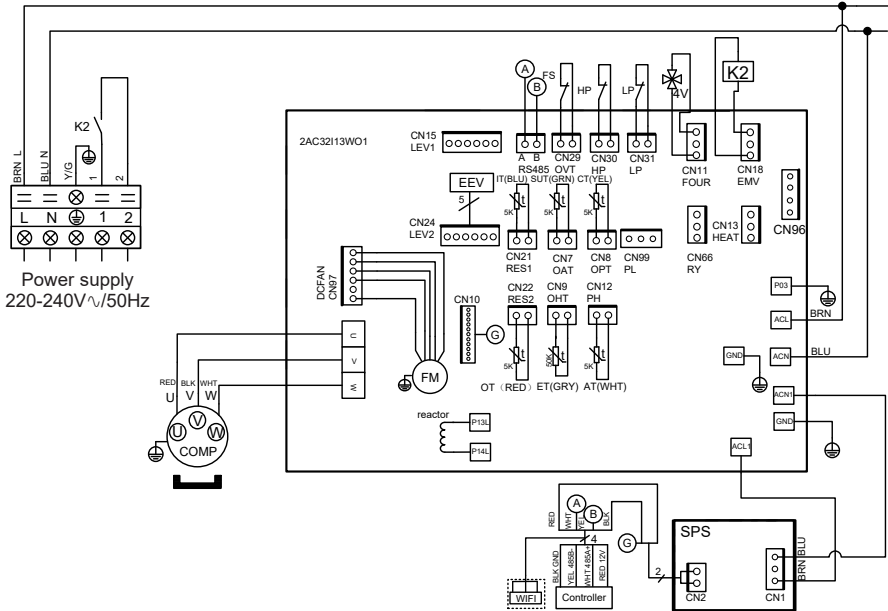 BRN L
BLU N
Y/G
1
2
K2
L N 1 2
Power supply
220-240V∿/50Hz
2AC32I13WO1
CN15
LEV1
EEV
5
CN24
LEV2
DCFAN
CN97
CN10
G
FM
reactor
P13L
P14L
U
V
W
RED BLK WHT
U V W
U V W
COMP
A
B
FS
HP
LP
4V
K2
A B
RS485
CN29
OVT
CN30
HP
CN31
LP
CN11
FOUR
CN18
EMV
CN96
IT(BLU) SUT(GRN) CT(YEL)
5K t
5K t
5K t
CN21
RES1
CN7
OAT
CN8
OPT
CN99
PL
CN66
RY
CN13
HEAT
CN22
RES2
CN9
OHT
CN12
PH
5K t
50K t
5K t
OT（RED） ET(GRY) AT(WHT)
P03
ACL
BRN
ACN
BLU
GND
ACN1
GND
ACL1
RED
WHT
YEL
BLK
A
B
4
G
2
BLK GND
YEL 485B-
WHT 485A+
RED 12V
WIFI
Controller
SPS
CN2
CN1
BLU
BRN